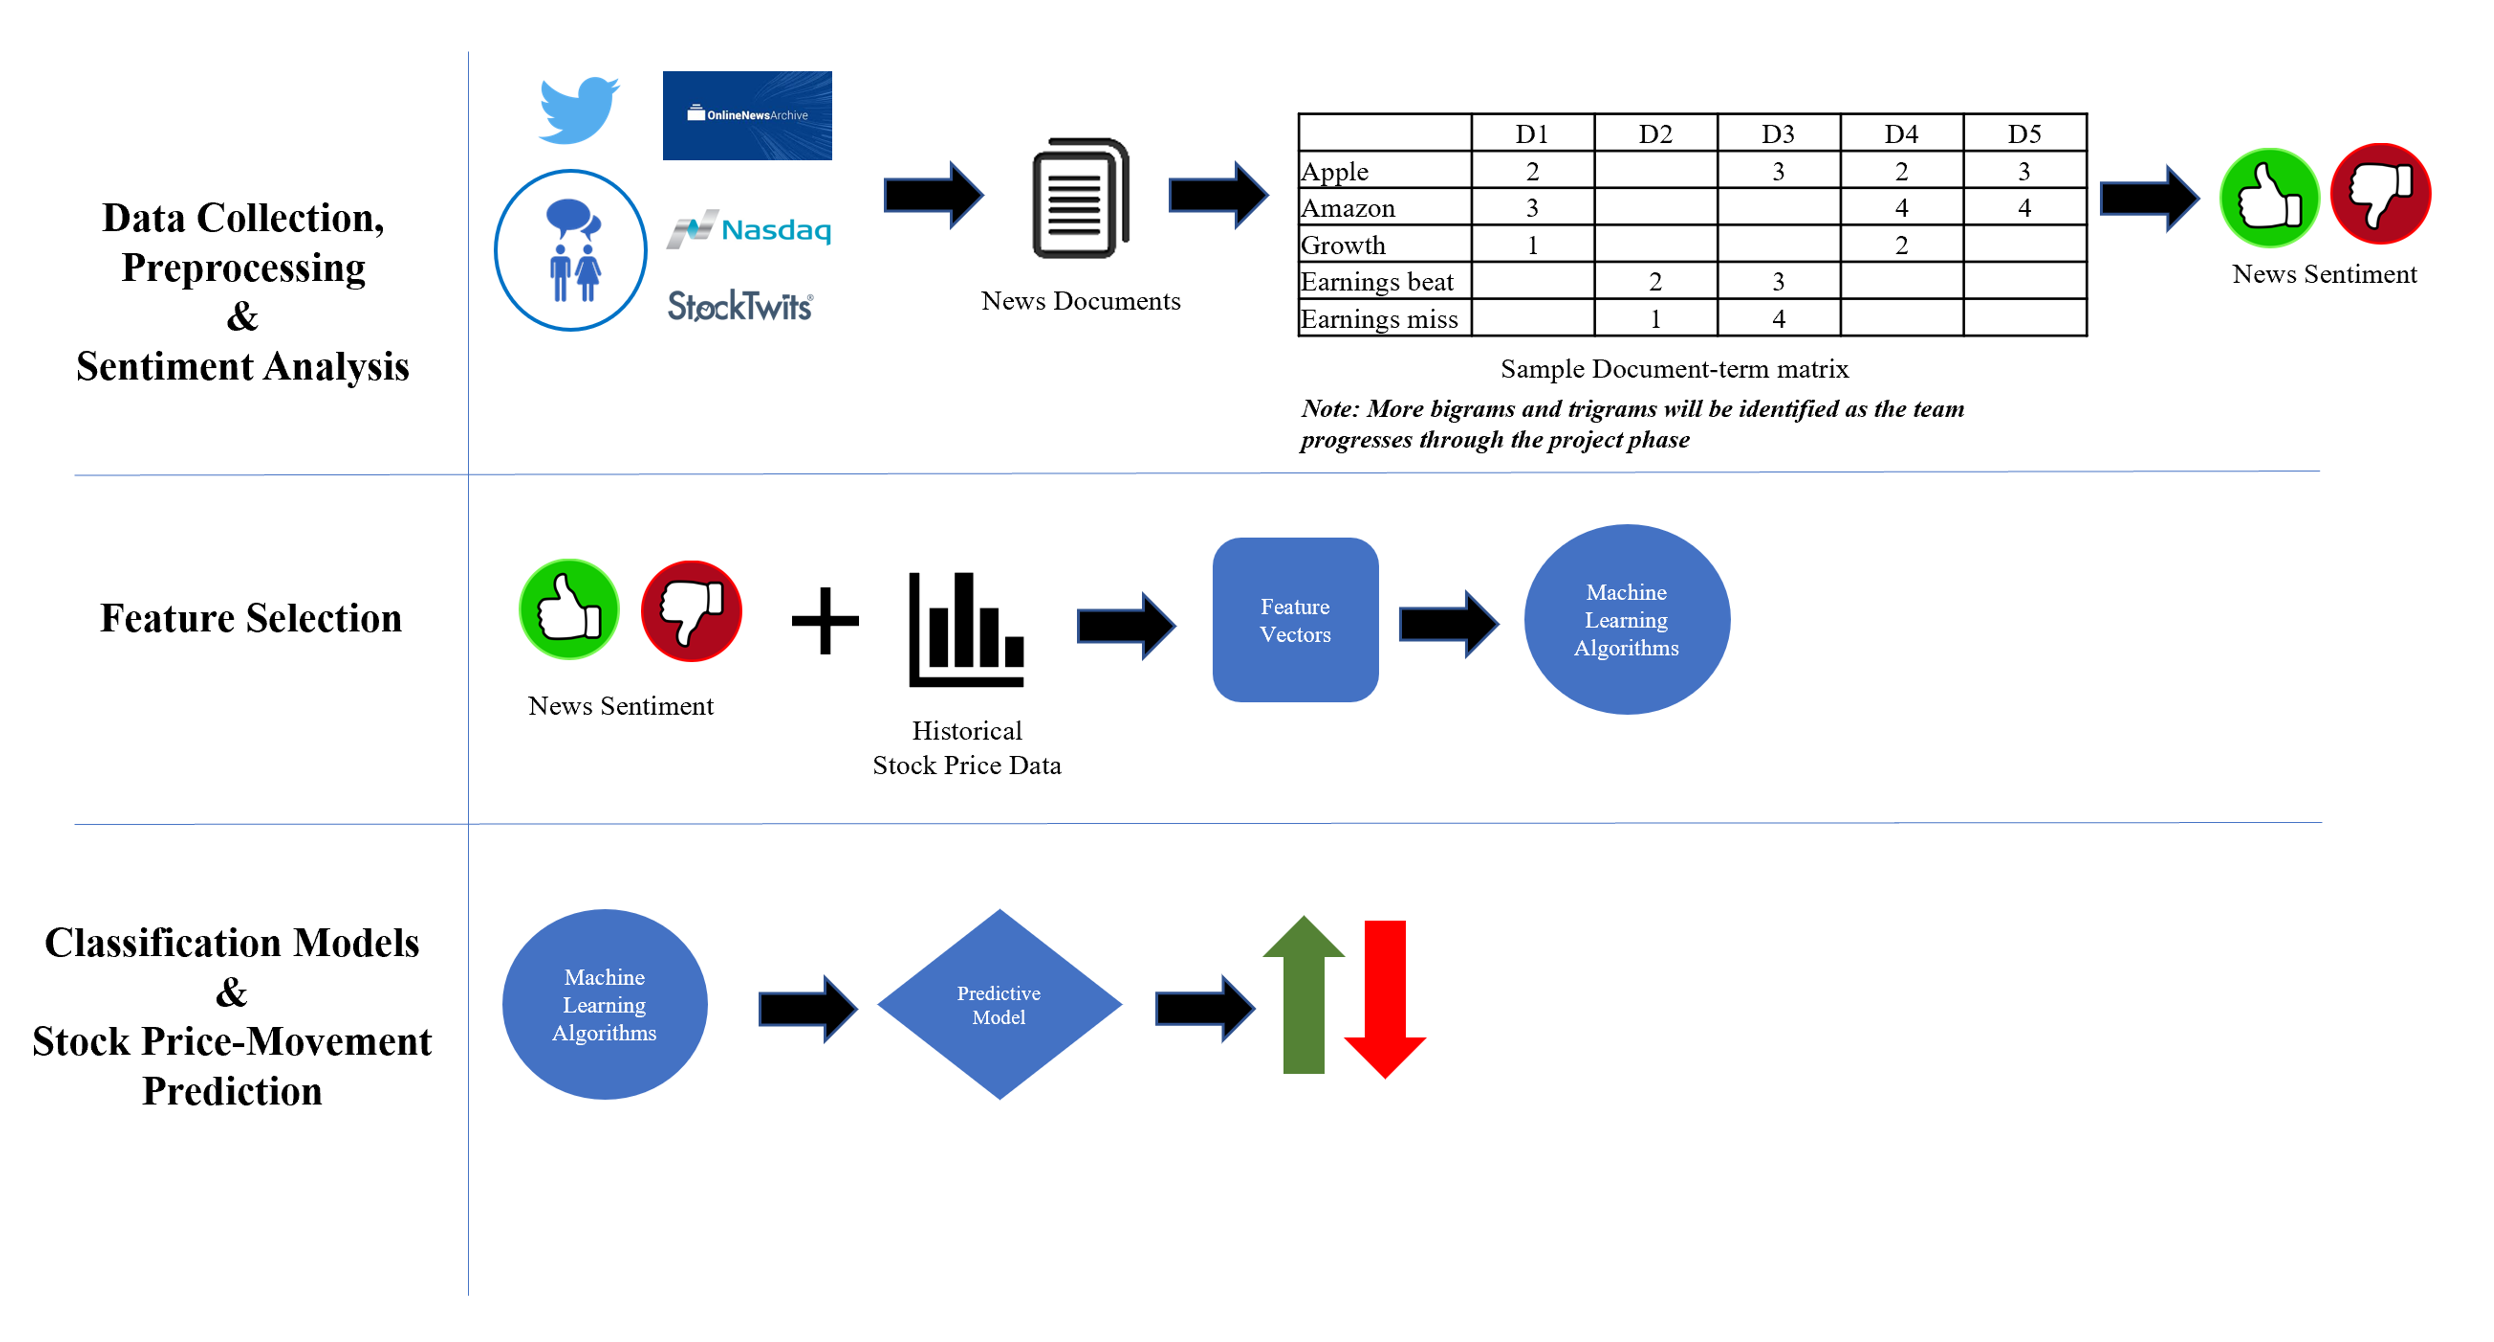 Data Collection,
Preprocessing
&
Sentiment Analysis
OnlineNewsArchive
Nasdaq
StockTwits®
News Documents
D1 D2 D3 D4 D5
Apple 2 3 2 3
Amazon 3 4 4
Growth 1 2
Earnings beat 2 3
Earnings miss 1 4
Sample Document-term matrix
Note: More bigrams and trigrams will be identified as the team
progresses through the project phase
News Sentiment
Feature Selection
News Sentiment
Historical
Stock Price Data
Feature
Vectors
Machine
Learning
Algorithms
Classification Models
&
Stock Price-Movement
Prediction
Machine
Learning
Algorithms
Predictive
Model